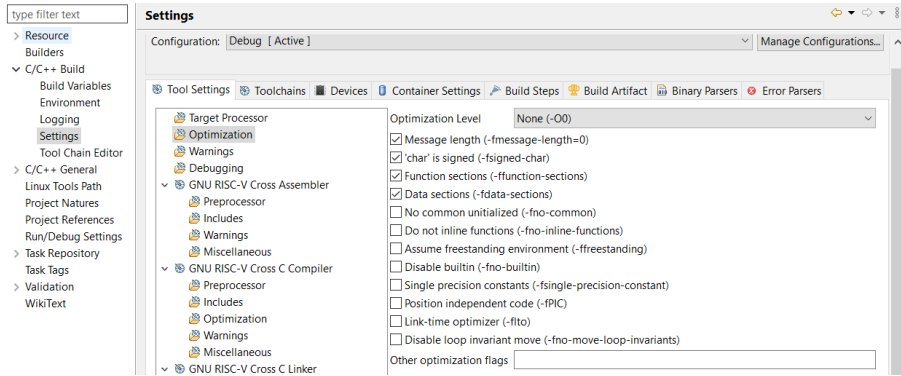 type filter text
Resource
Builders
C/C++ Build
Build Variables
Environment
Logging
Settings
Tool Chain Editor
C/C++ General
Linux Tools Path
Project Natures
Project References
Run/Debug Settings
Task Repository
Task Tags
Validation
WikiText
Settings
Configuration: Debug [ Active ] Manage Configurations...
Tool Settings Toolchains Devices Container Settings Build Steps Build Artifact Binary Parsers Error Parsers
Target Processor
Optimization
Warnings
Debugging
GNU RISC-V Cross Assembler
Preprocessor
Includes
Warnings
Miscellaneous
GNU RISC-V Cross C Compiler
Preprocessor
Includes
Optimization
Warnings
Miscellaneous
GNU RISC-V Cross C Linker
Optimization Level None (-O0)
Message length (-fmessage-length=0)
'char' is signed (-fsigned-char)
Function sections (-ffunction-sections)
Data sections (-fdata-sections)
No common unitialized (-fno-common)
Do not inline functions (-fno-inline-functions)
Assume freestanding environment (-ffreestanding)
Disable builtin (-fno-builtin)
Single precision constants (-fsingle-precision-constant)
Position independent code (-fPIC)
Link-time optimizer (-flto)
Disable loop invariant move (-fno-move-loop-invariants)
Other optimization flags